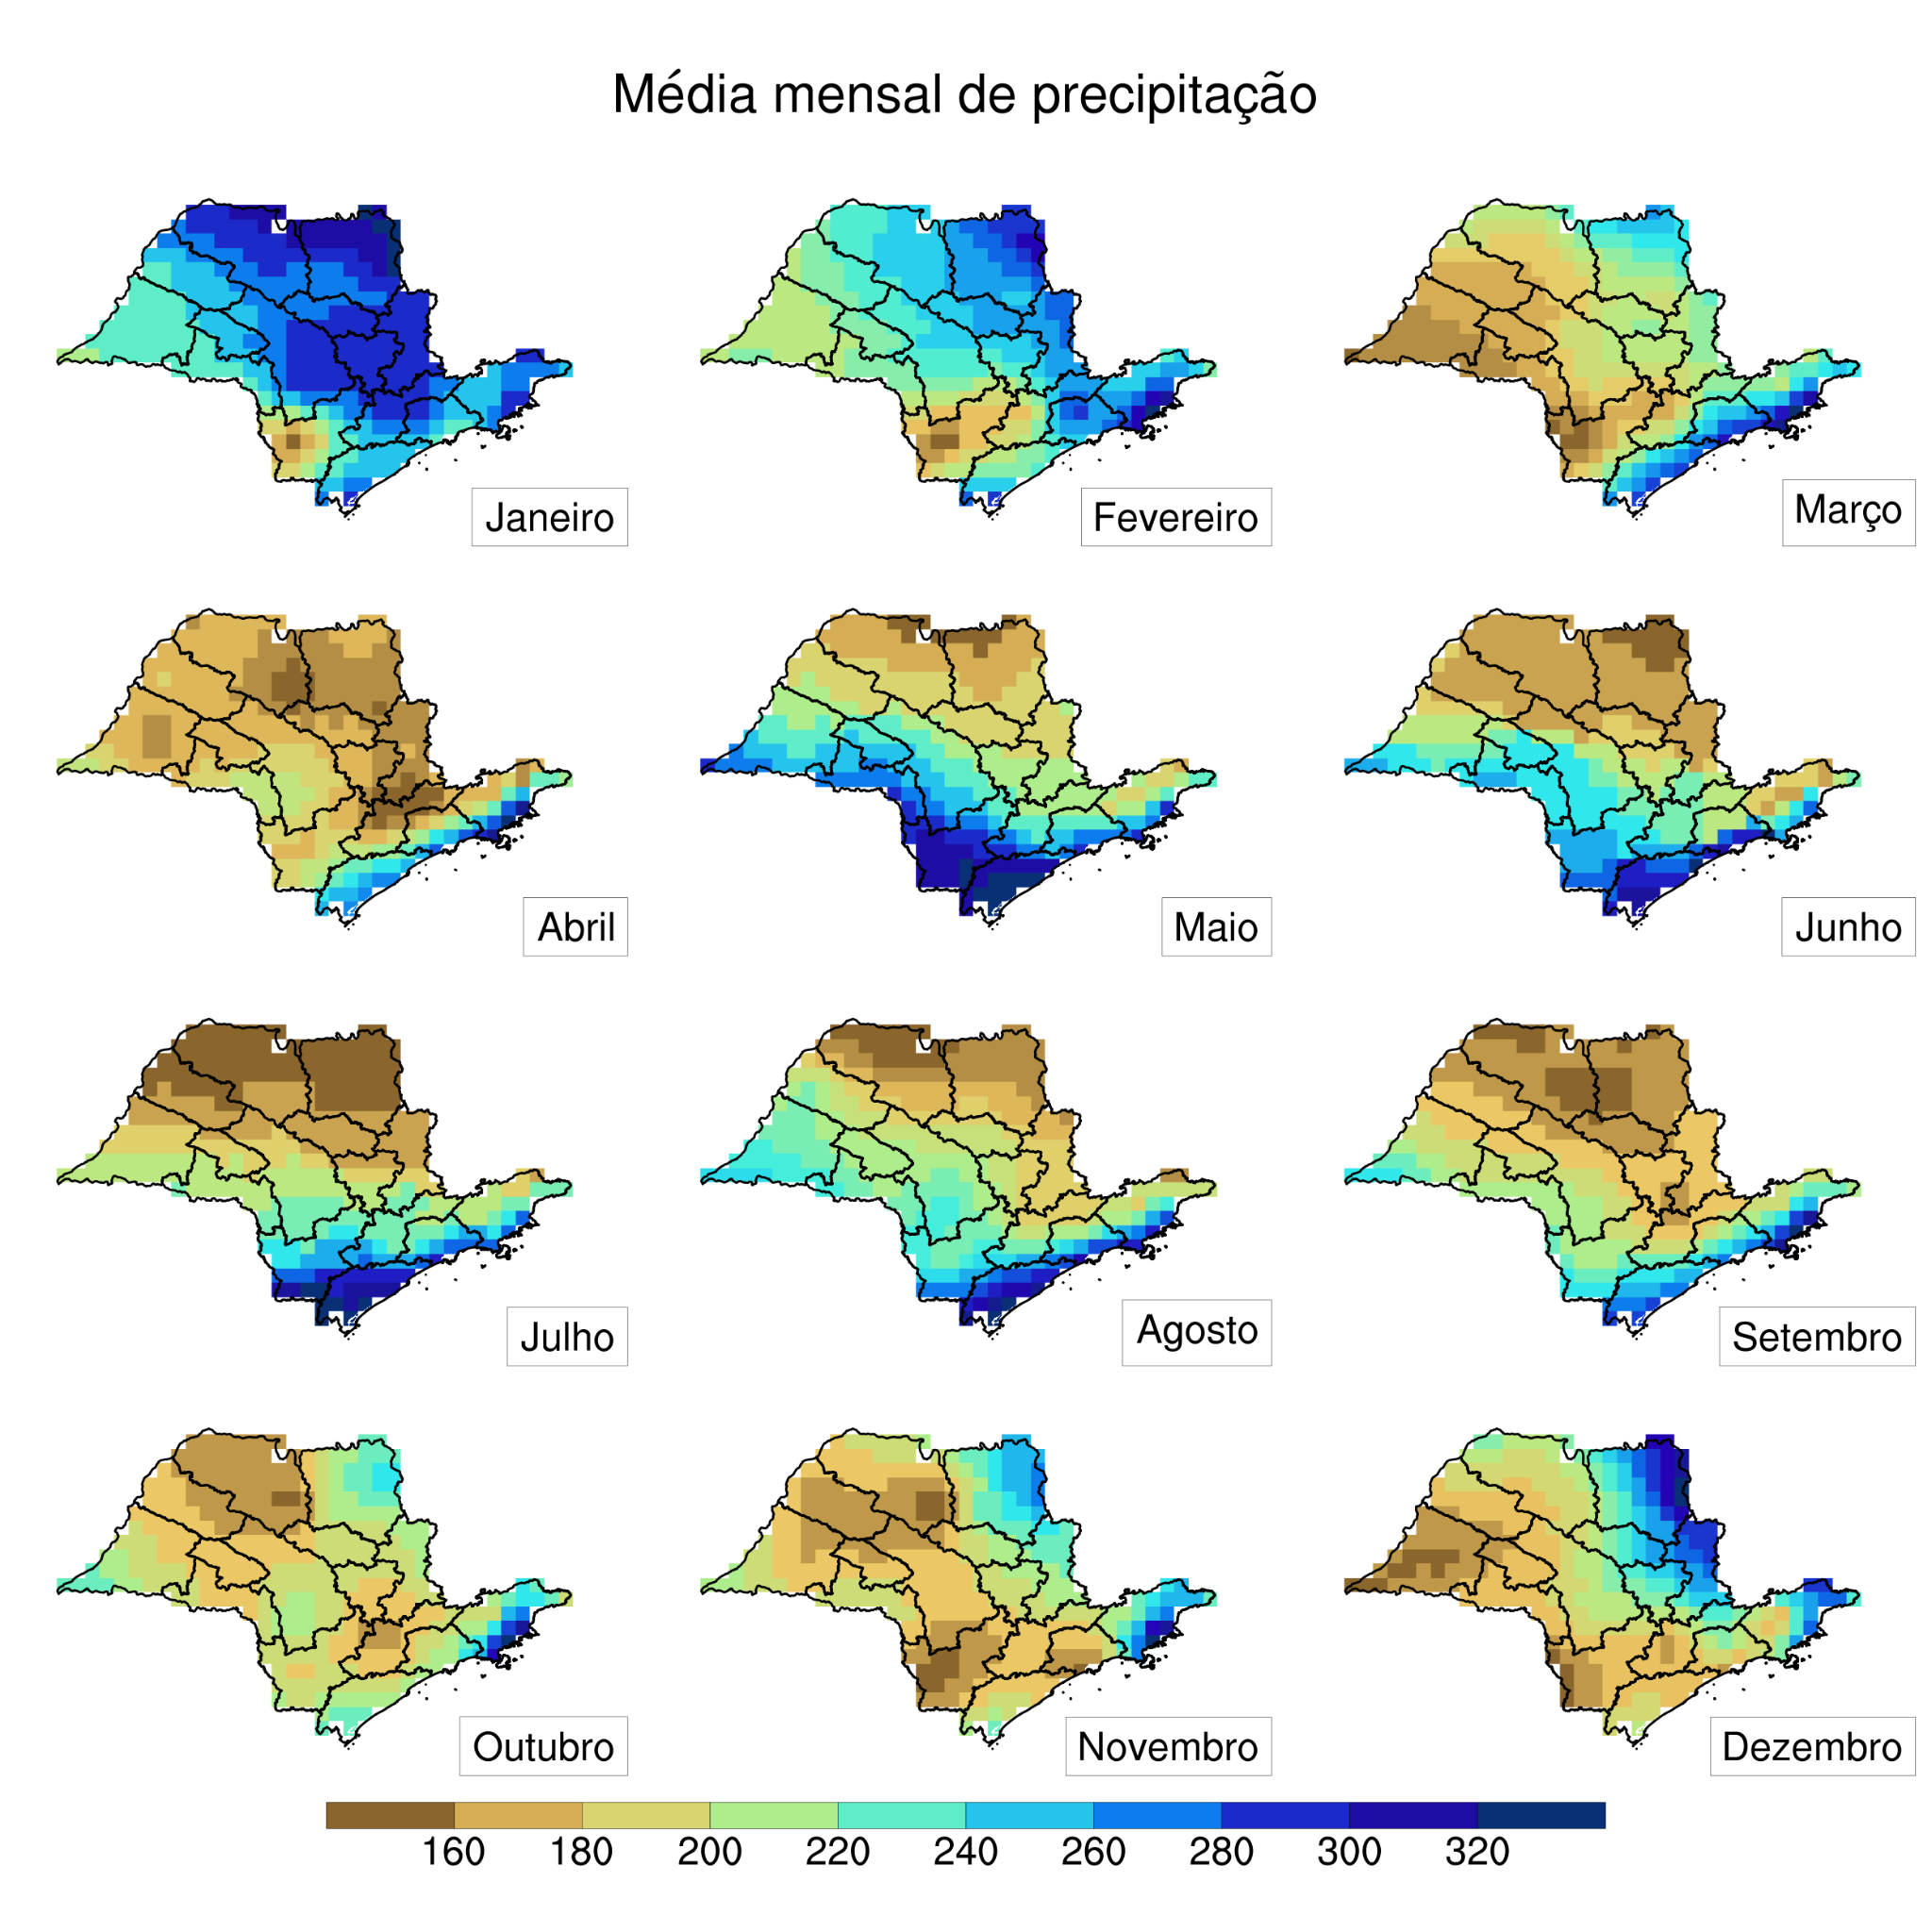 Média mensal de precipitação
Janeiro
Fevereiro
Março
Abril
Maio
Junho
Julho
Agosto
Setembro
Outubro
Novembro
Dezembro
160 180 200 220 240 260 280 300 320